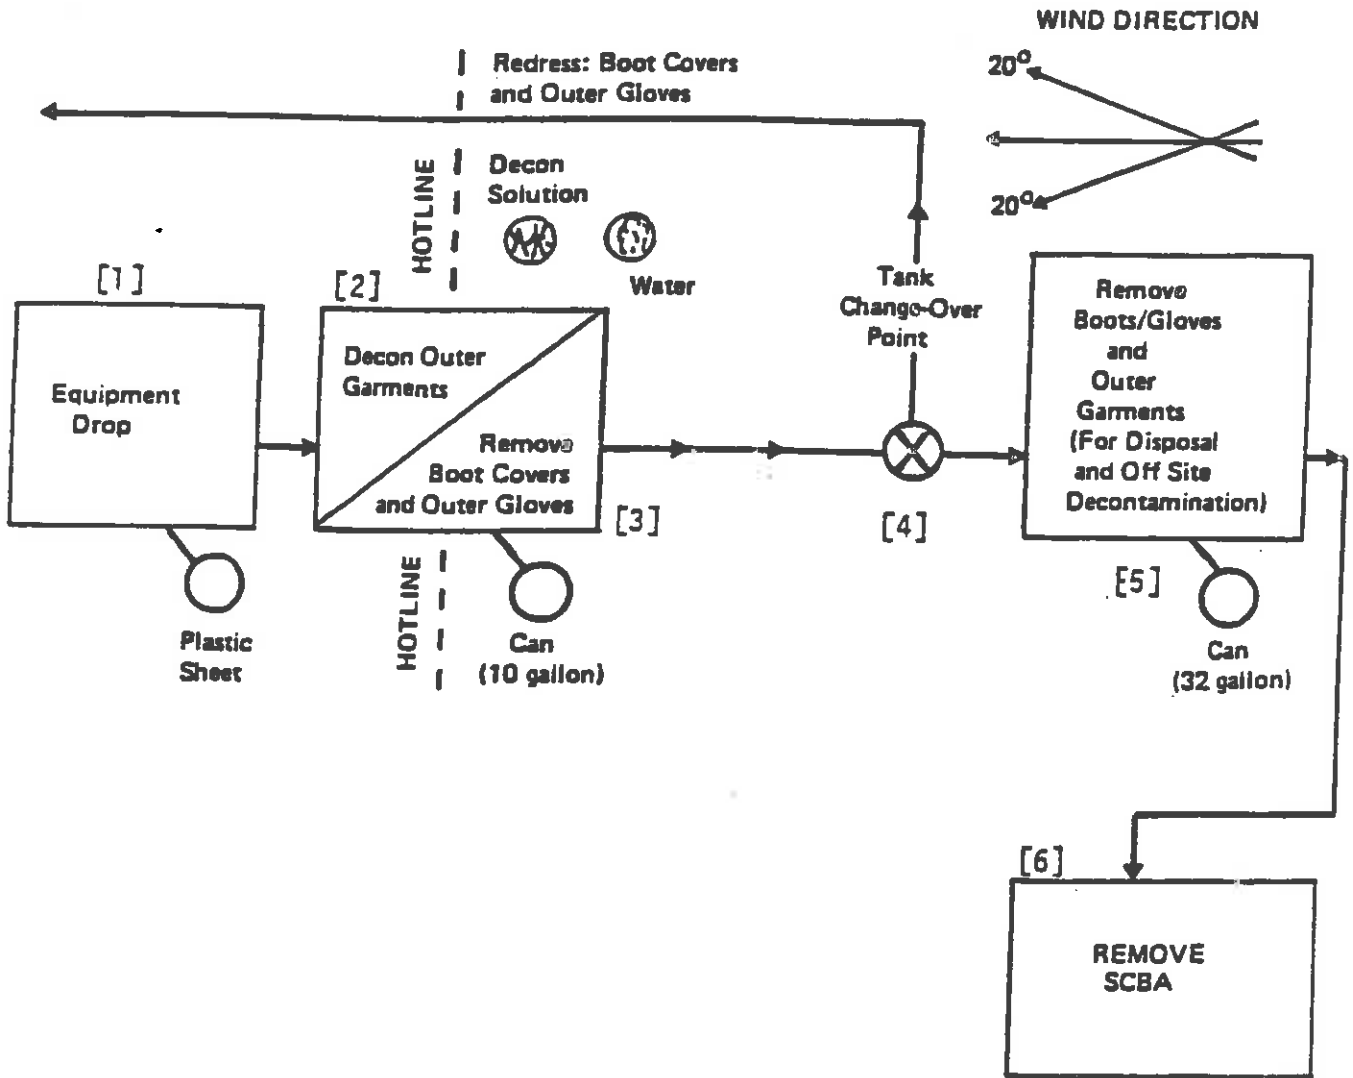 WIND DIRECTION
20°
20°
Redress: Boot Covers
and Outer Gloves
HOTLINE
Decon
Solution
Water
[1]
Equipment
Drop
Plastic
Sheet
[2]
Decon Outer
Garments
Remove
Boot Covers
and Outer Gloves
[3]
HOTLINE
Can
(10 gallon)
Tank
Change-Over
Point
[4]
Remove
Boots/Gloves
and
Outer
Garments
(For Disposal
and Off Site
Decontamination)
[5]
Can
(32 gallon)
[6]
REMOVE
SCBA